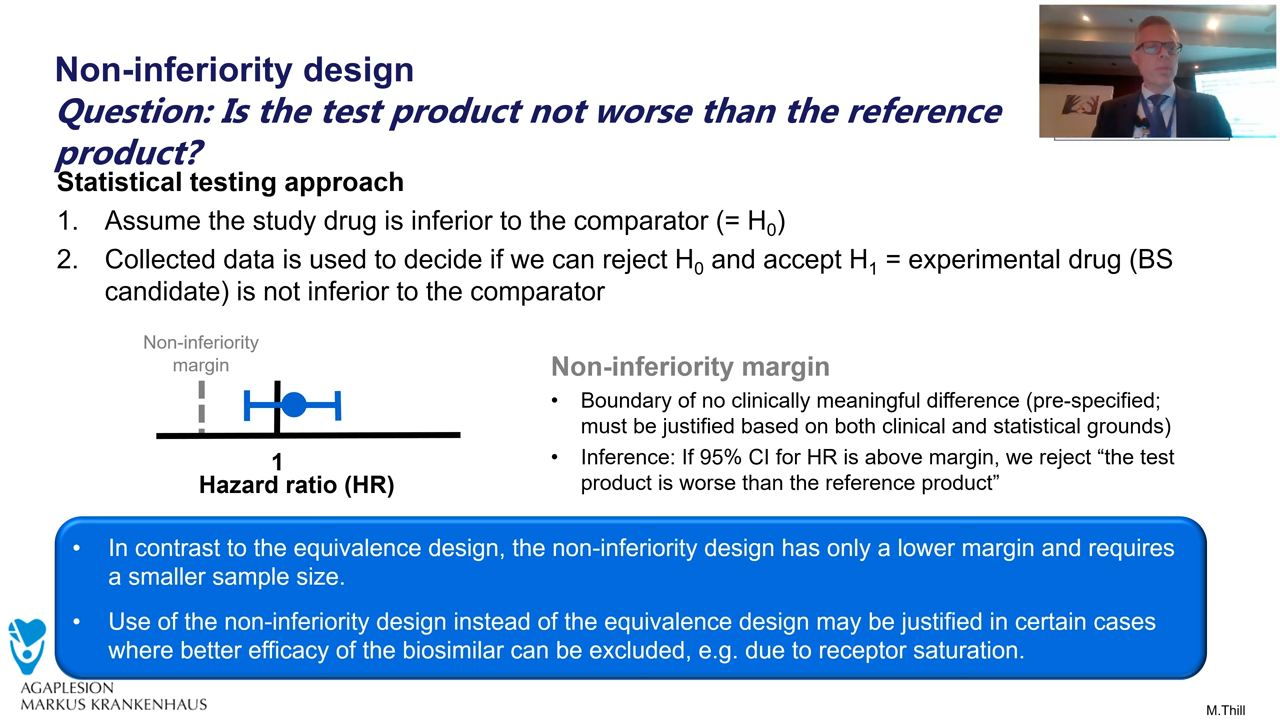 Non-inferiority design
Question: Is the test product not worse than the reference
product?
Statistical testing approach
1. Assume the study drug is inferior to the comparator (= H₀)
2. Collected data is used to decide if we can reject H₀ and accept H₁ = experimental drug (BS
candidate) is not inferior to the comparator
Non-inferiority
margin
1
Hazard ratio (HR)
Non-inferiority margin
• Boundary of no clinically meaningful difference (pre-specified;
must be justified based on both clinical and statistical grounds)
• Inference: If 95% CI for HR is above margin, we reject “the test
product is worse than the reference product”
• In contrast to the equivalence design, the non-inferiority design has only a lower margin and requires
a smaller sample size.
• Use of the non-inferiority design instead of the equivalence design may be justified in certain cases
where better efficacy of the biosimilar can be excluded, e.g. due to receptor saturation.
AGAPLESION
MARKUS KRANKENHAUS
M.Thill